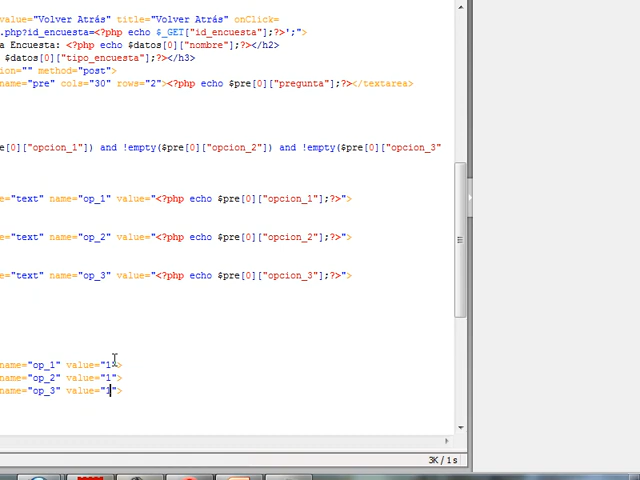 value="Volver Atrás" title="Volver Atrás" onClick=
.php?id_encuesta=<?php echo $_GET["id_encuesta"];?>';">
a Encuesta: <?php echo $datos[0]["nombre"];?></h2>
$datos[0]["tipo_encuesta"];?></h3>
ion="" method="post">
name="pre" cols="30" rows="2"><?php echo $pre[0]["pregunta"];?></textarea>
e[0]["opcion_1"]) and !empty($pre[0]["opcion_2"]) and !empty($pre[0]["opcion_3"
e="text" name="op_1" value="<?php echo $pre[0]["opcion_1"];?>">
e="text" name="op_2" value="<?php echo $pre[0]["opcion_2"];?>">
e="text" name="op_3" value="<?php echo $pre[0]["opcion_3"];?>">
name="op_1" value="1">
name="op_2" value="1">
name="op_3" value="1">
3K / 1s